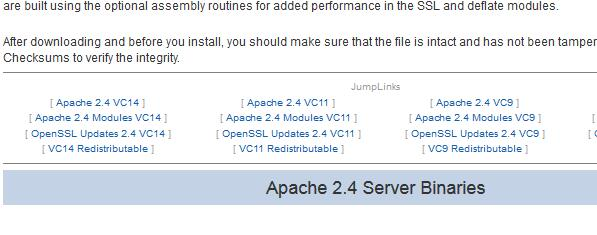 are built using the optional assembly routines for added performance in the SSL and deflate modules.
After downloading and before you install, you should make sure that the file is intact and has not been tamper
Checksums to verify the integrity.
JumpLinks
[ Apache 2.4 VC14 ] [ Apache 2.4 VC11 ] [ Apache 2.4 VC9 ]
[ Apache 2.4 Modules VC14 ] [ Apache 2.4 Modules VC11 ] [ Apache 2.4 Modules VC9 ] [
[ OpenSSL Updates 2.4 VC14 ] [ OpenSSL Updates 2.4 VC11 ] [ OpenSSL Updates 2.4 VC9 ] [
[ VC14 Redistributable ] [ VC11 Redistributable ] [ VC9 Redistributable ]
Apache 2.4 Server Binaries